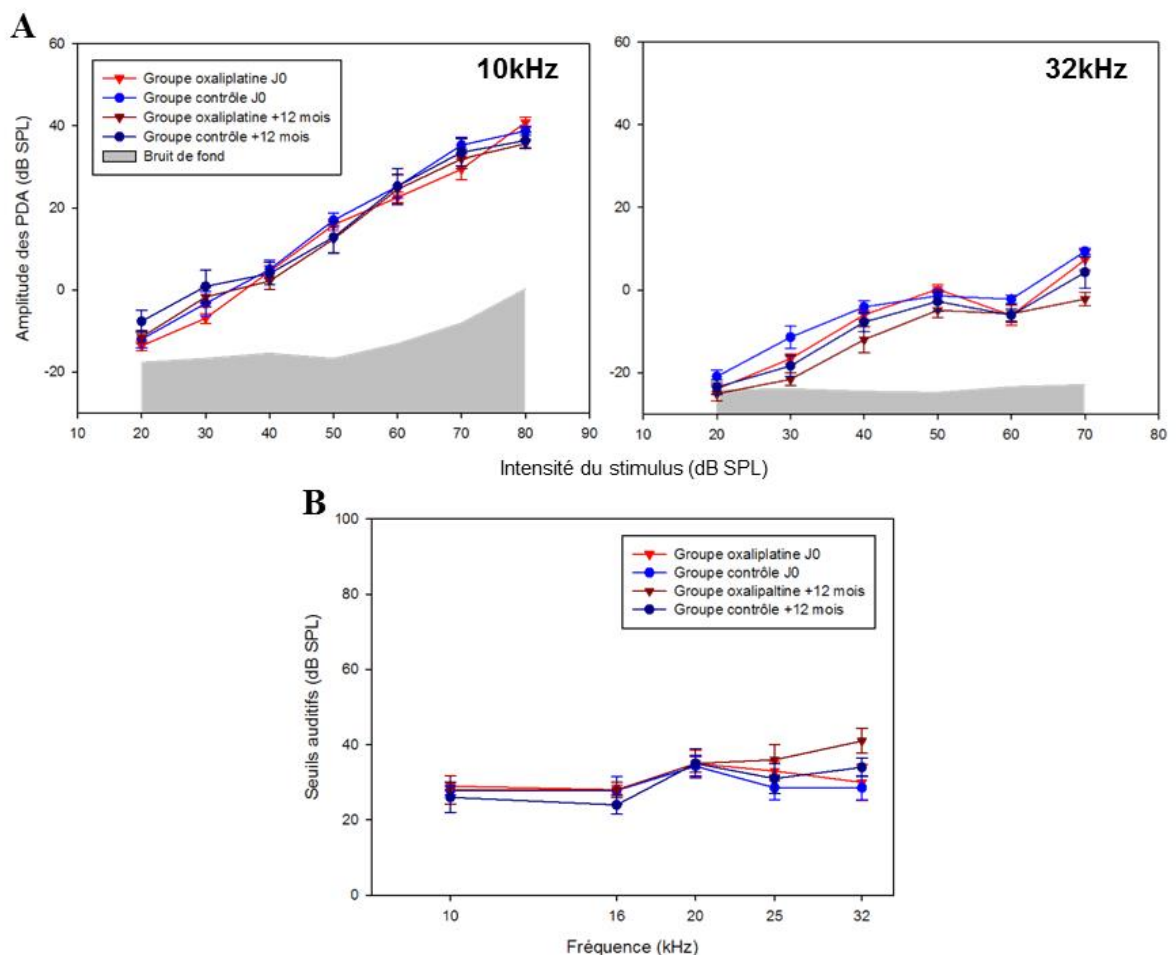 A
10kHz
32kHz
Groupe oxaliplatine J0
Groupe contrôle J0
Groupe oxaliplatine +12 mois
Groupe contrôle +12 mois
Bruit de fond
Amplitude des PDA (dB SPL)
60
40
20
0
-20
10 20 30 40 50 60 70 80 90
60
40
20
0
-20
10 20 30 40 50 60 70 80
Intensité du stimulus (dB SPL)
B
Groupe oxaliplatine J0
Groupe contrôle J0
Groupe oxalipaltine +12 mois
Groupe contrôle +12 mois
Seuils auditifs (dB SPL)
100
80
60
40
20
0
10 16 20 25 32
Fréquence (kHz)